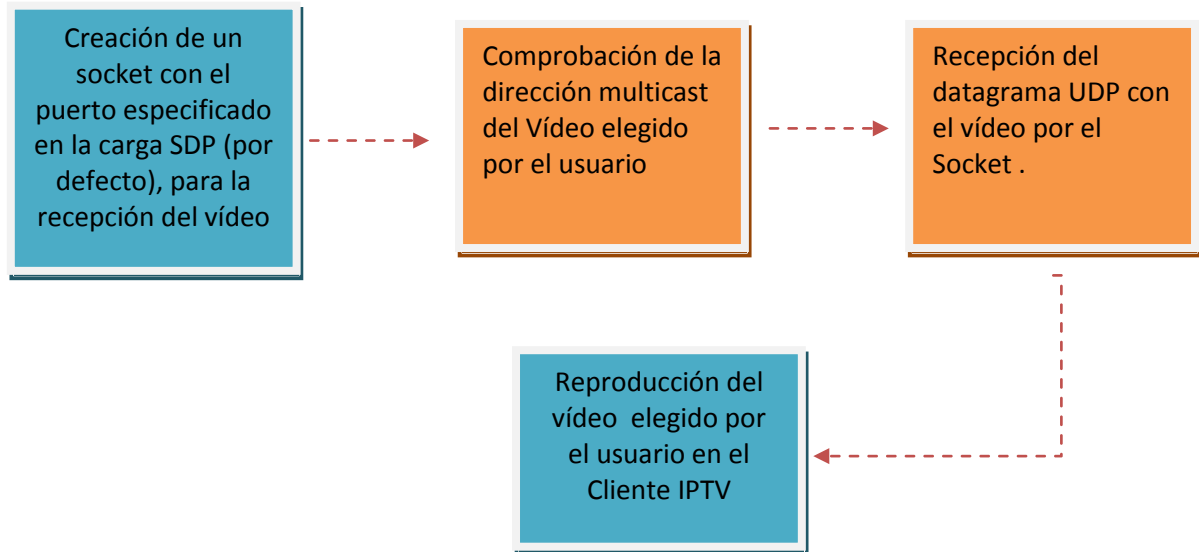 Creación de un
socket con el
puerto especificado
en la carga SDP (por
defecto), para la
recepción del vídeo
Comprobación de la
dirección multicast
del Vídeo elegido
por el usuario
Recepción del
datagrama UDP con
el vídeo por el
Socket .
Reproducción del
vídeo  elegido por
el usuario en el
Cliente IPTV